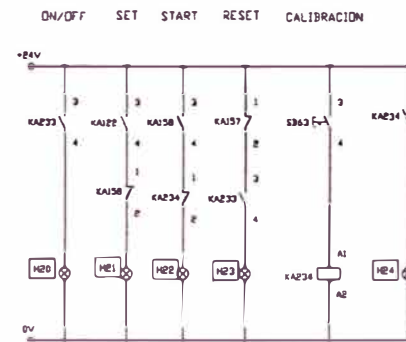 ON/OFF SET START RESET CALIBRACION
+24V
3 3 3 1 3
KA233 KA122 KA158 KA157 SB63 KA234
4 4 4 2 4
1 1 3
KA158 KA234 KA233
2 2 4
A1
H20 H21 H22 H23 KA234 H24
A2
0V